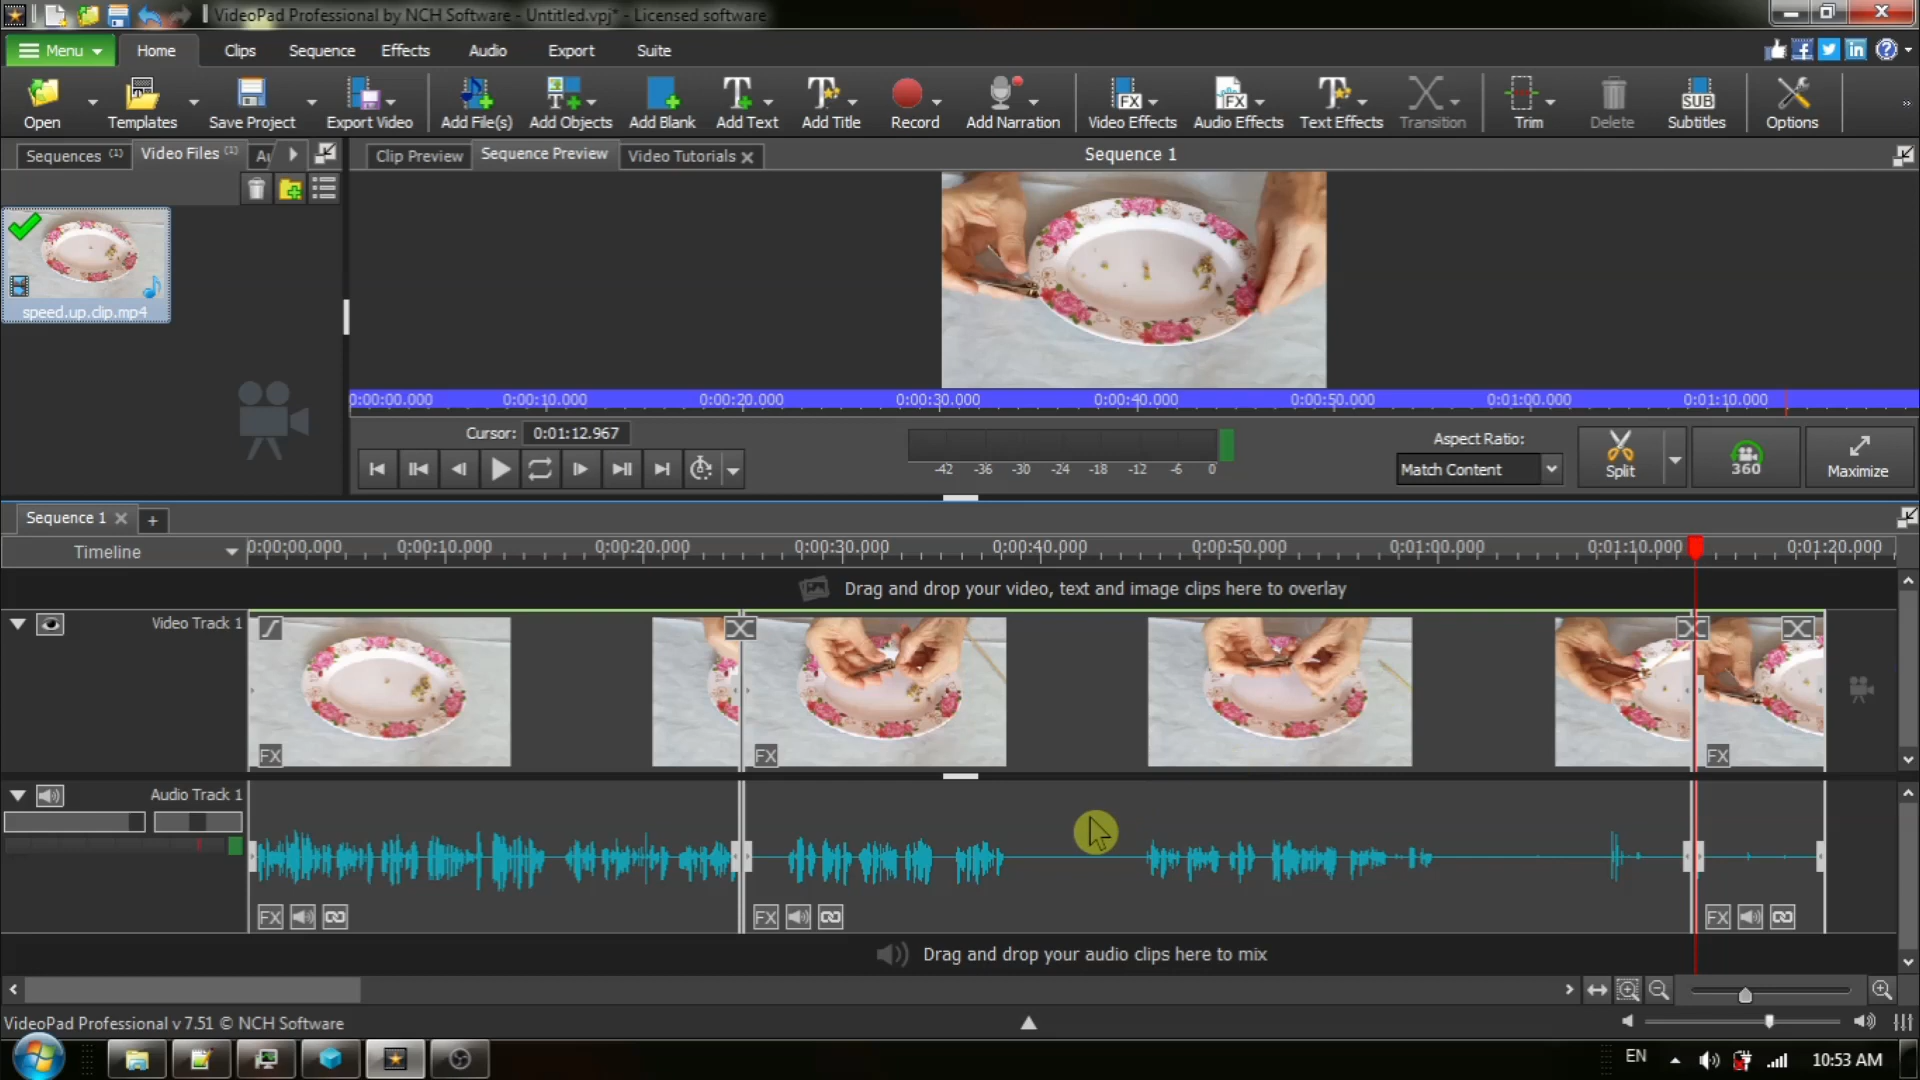 VideoPad Professional by NCH Software - Untitled.vpj* - Licensed software
Menu Home Clips Sequence Effects Audio Export Suite
Open Templates Save Project Export Video Add File(s) Add Objects Add Blank Add Text Add Title Record Add Narration Video Effects Audio Effects Text Effects Transition Trim Delete Subtitles Options
Sequences (1) Video Files (1) Au Clip Preview Sequence Preview Video Tutorials Sequence 1
speed.up.clip.mp4
0:00:00.000 0:00:10.000 0:00:20.000 0:00:30.000 0:00:40.000 0:00:50.000 0:01:00.000 0:01:10.000
Cursor: 0:01:12.967
-42 -36 -30 -24 -18 -12 -6 0
Aspect Ratio:
Match Content
Split
360
Maximize
Sequence 1
Timeline 0:00:00.000 0:00:10.000 0:00:20.000 0:00:30.000 0:00:40.000 0:00:50.000 0:01:00.000 0:01:10.000 0:01:20.000
Drag and drop your video, text and image clips here to overlay
Video Track 1
FX FX FX
Audio Track 1
FX FX FX
Drag and drop your audio clips here to mix
VideoPad Professional v 7.51 © NCH Software
EN 10:53 AM